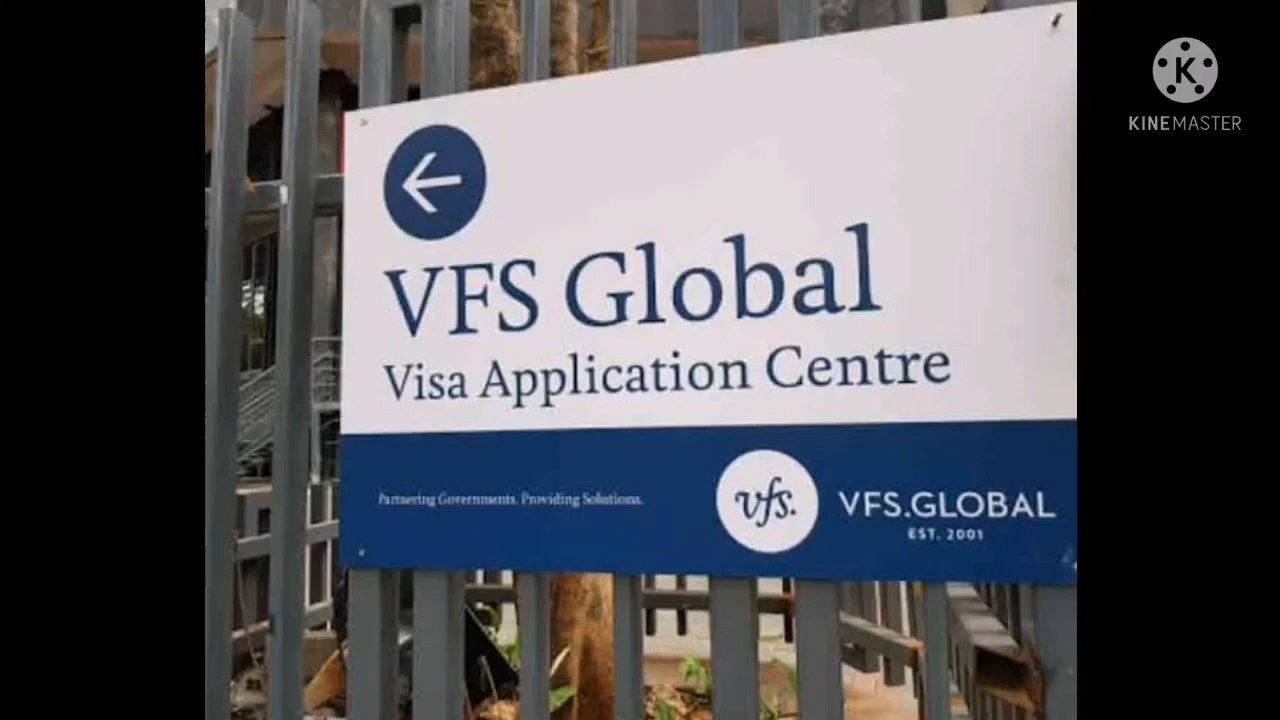 VFS Global
Visa Application Centre
Partnering Governments. Providing Solutions.
vfs.
VFS.GLOBAL
EST. 2001
K
KINEMASTER